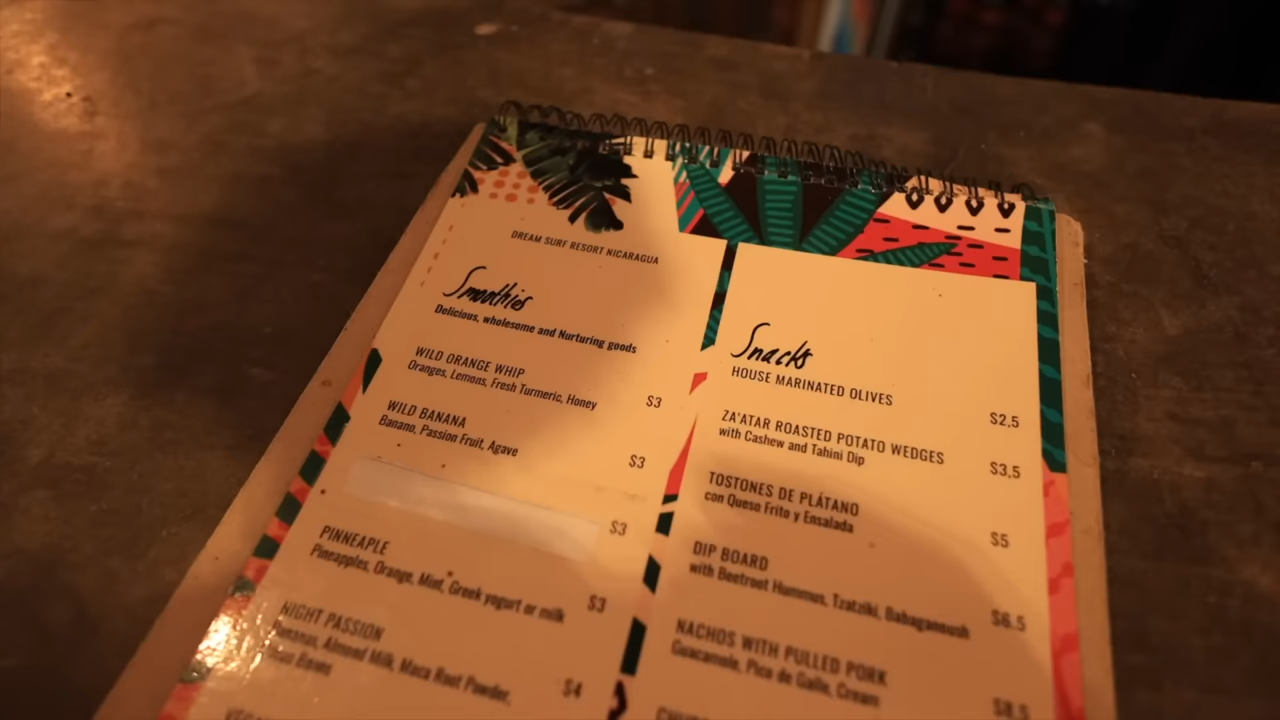 DREAM SURF RESORT NICARAGUA
Smoothies
Delicious, wholesome and Nurturing goods
WILD ORANGE WHIP
Oranges, Lemons, Fresh Turmeric, Honey
$3
WILD BANANA
Banano, Passion Fruit, Agave
$3
$3
PINNEAPLE
Pineapples, Orange, Mint, Greek yogurt or milk
$3
NIGHT PASSION
Bananas, Almond Milk, Maca Root Powder,
$4
Snacks
HOUSE MARINATED OLIVES
$2.5
ZA'ATAR ROASTED POTATO WEDGES
with Cashew and Tahini Dip
$3.5
TOSTONES DE PLÁTANO
con Queso Frito y Ensalada
$5
DIP BOARD
with Beetroot Hummus, Tzatziki, Babagannush
$6.5
NACHOS WITH PULLED PORK
Guacamole, Pico de Gallo, Cream
$8.5